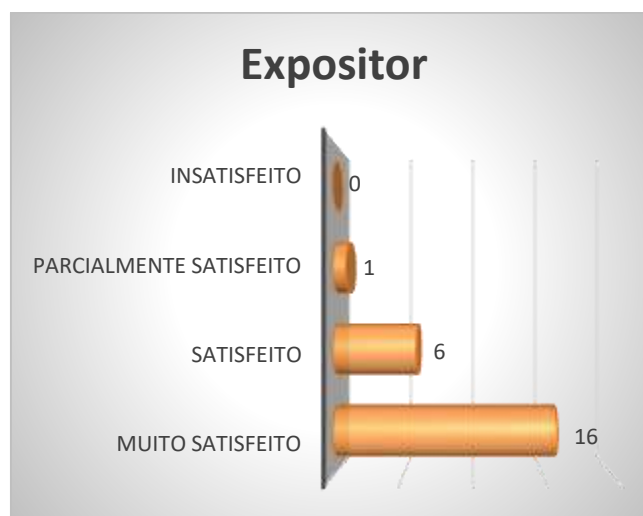 Expositor
INSATISFEITO 0
PARCIALMENTE SATISFEITO 1
SATISFEITO 6
MUITO SATISFEITO 16